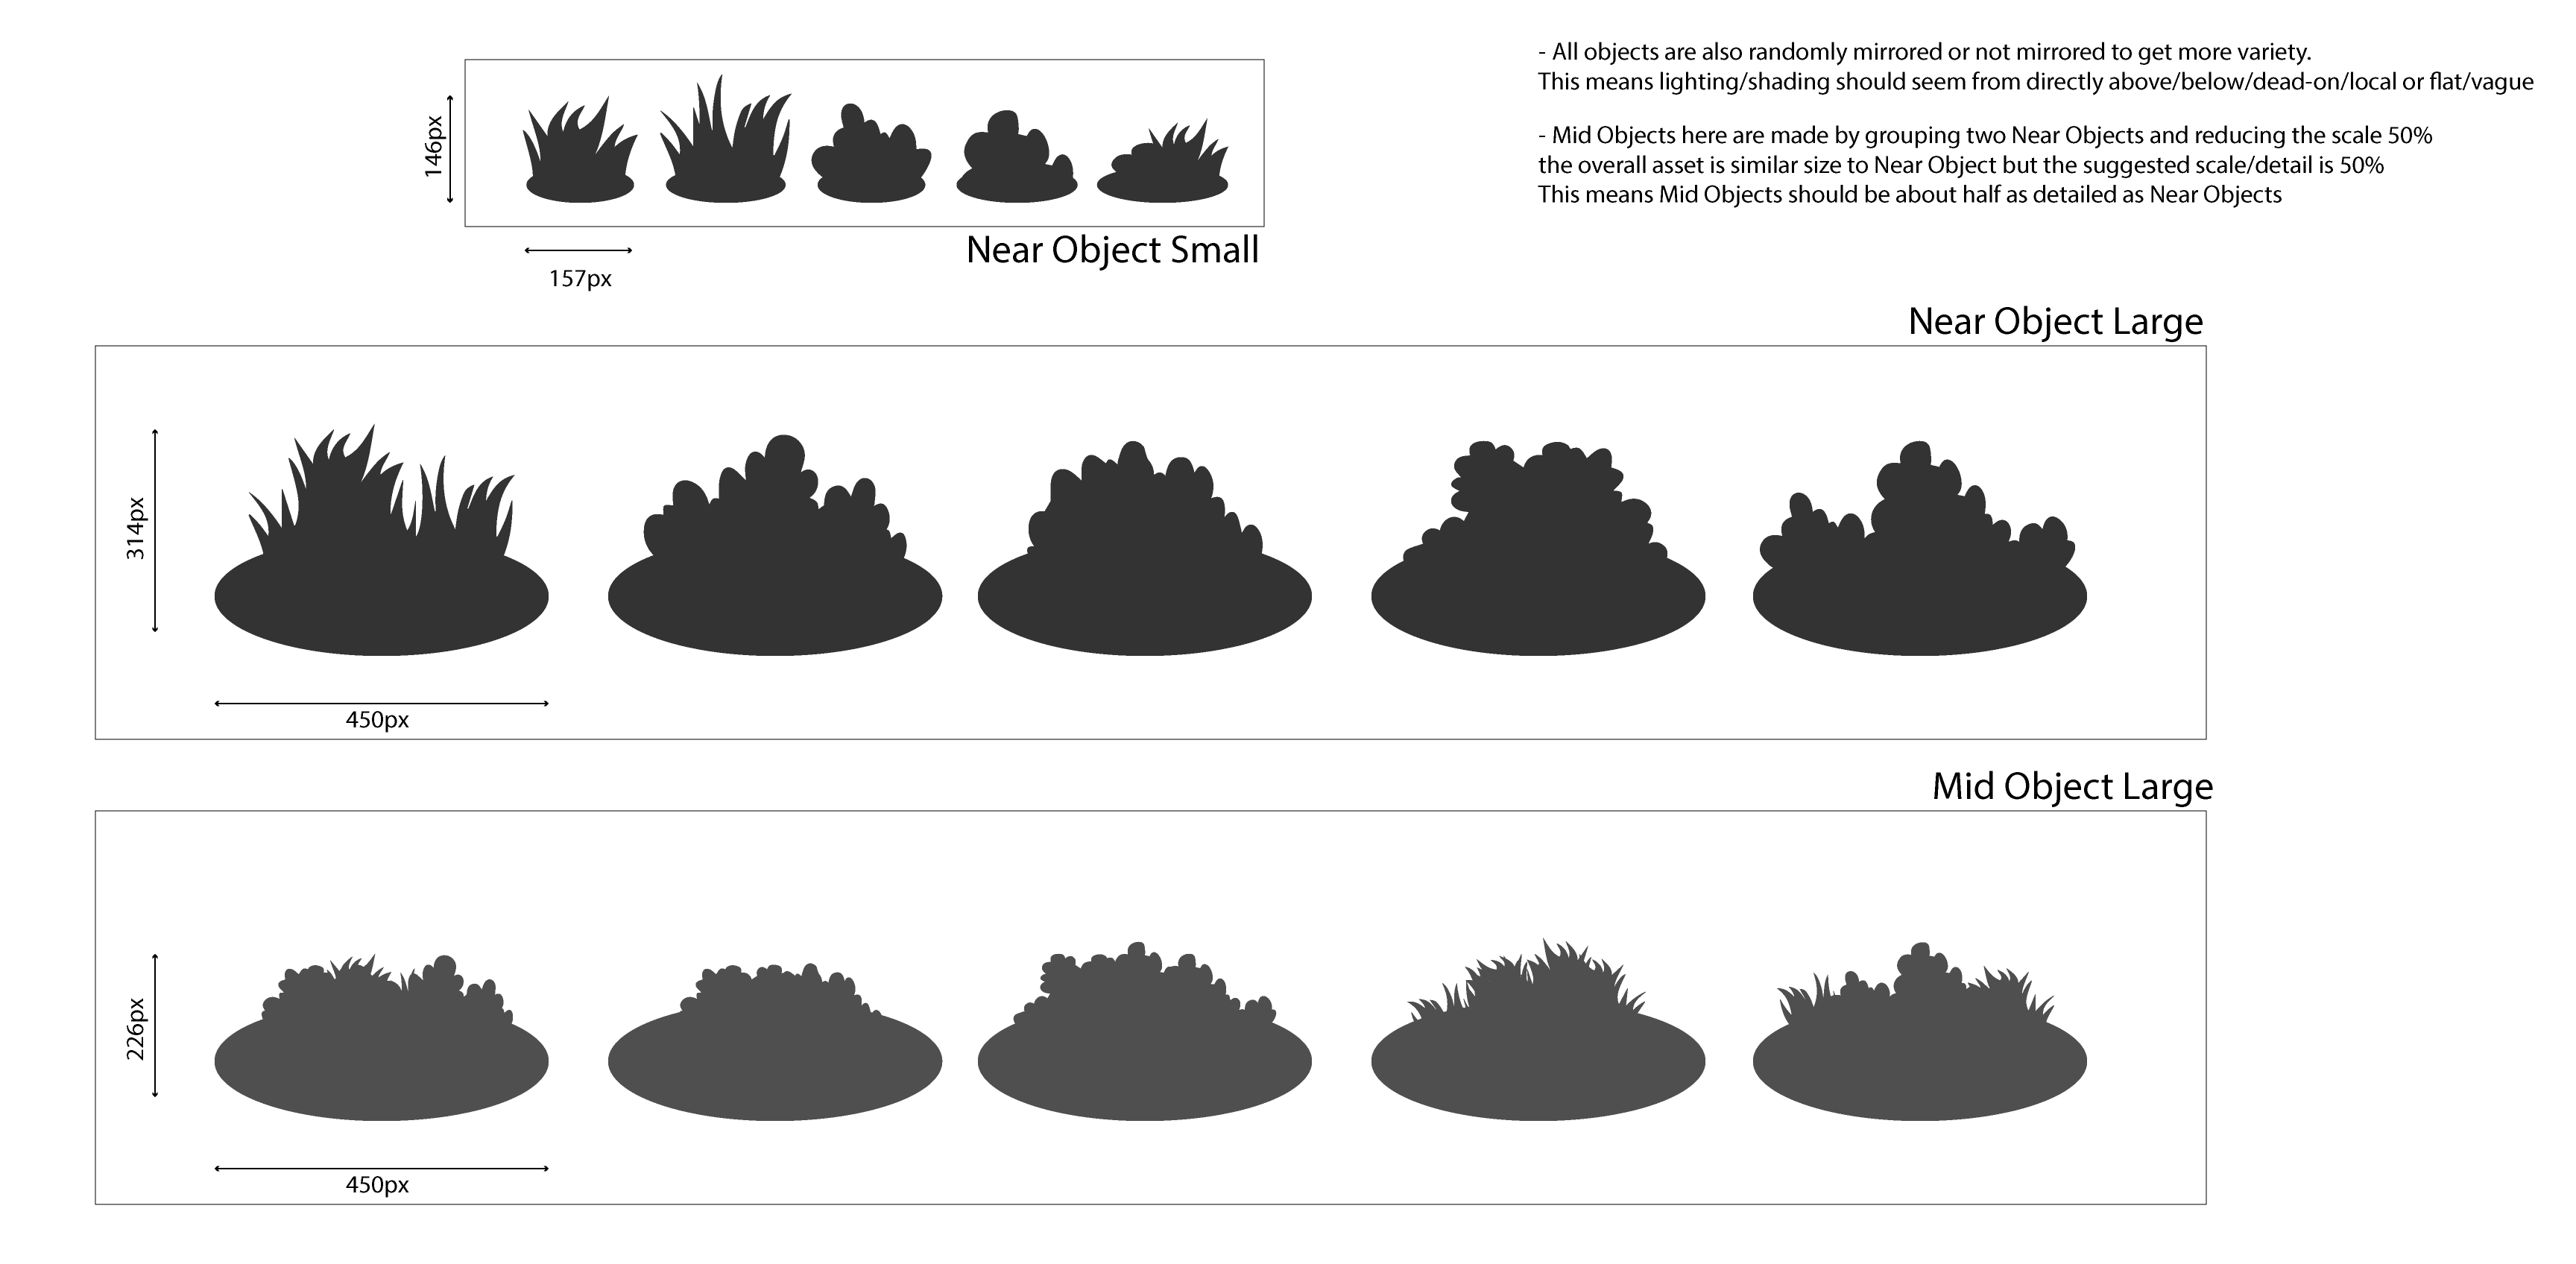 - All objects are also randomly mirrored or not mirrored to get more variety.
This means lighting/shading should seem from directly above/below/dead-on/local or flat/vague
- Mid Objects here are made by grouping two Near Objects and reducing the scale 50%
the overall asset is similar size to Near Object but the suggested scale/detail is 50%
This means Mid Objects should be about half as detailed as Near Objects
146px
Near Object Small
157px
Near Object Large
314px
450px
Mid Object Large
226px
450px